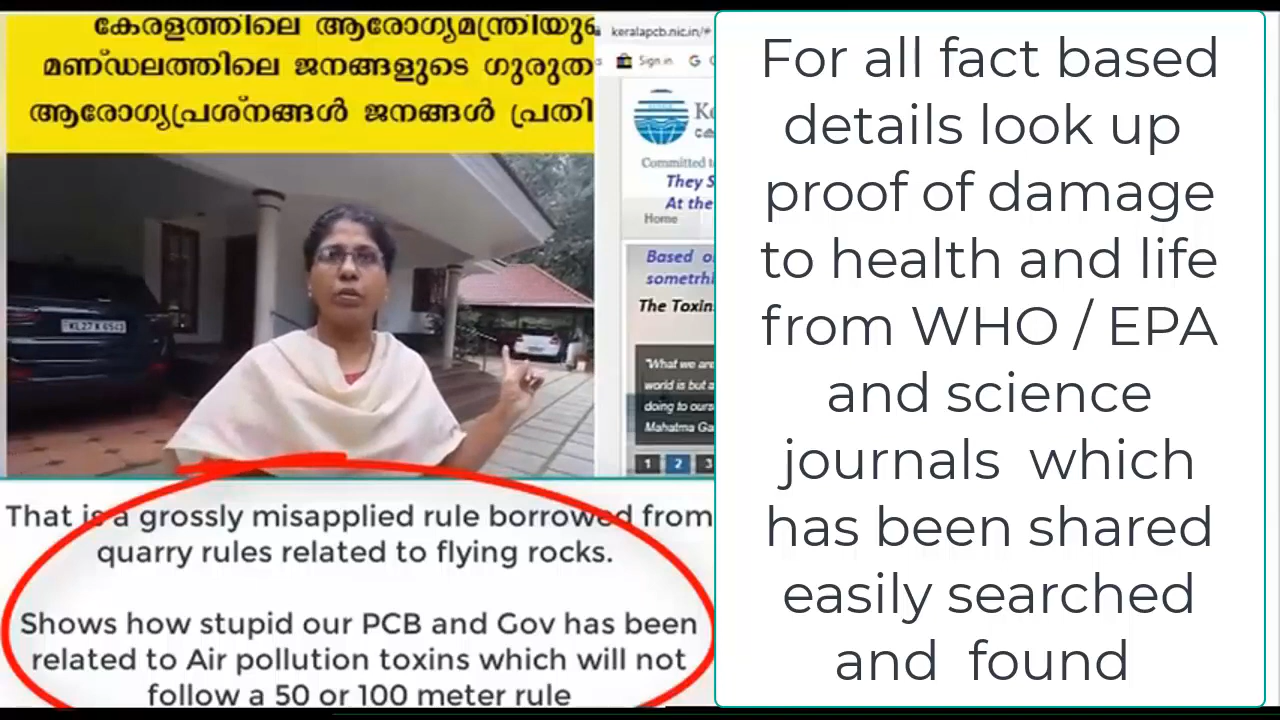 കേരളത്തിലെ ആരോഗ്യമന്ത്രിയുടെ
മണ്ഡലത്തിലെ ജനങ്ങളുടെ ഗുരുത
ആരോഗ്യപ്രശ്നങ്ങൾ ജനങ്ങൾ പ്രതി
KL27K6513
keralapcb.nic.in/#
Sign in G
Ke
Committed to
They S
At the
Home
Based o
sometrhi
The Toxins
"What we are
world is but a
doing to ours
Mahatma Ga
1 2 3
That is a grossly misapplied rule borrowed from
quarry rules related to flying rocks.
Shows how stupid our PCB and Gov has been
related to Air pollution toxins which will not
follow a 50 or 100 meter rule
For all fact based
details look up
proof of damage
to health and life
from WHO / EPA
and science
journals which
has been shared
easily searched
and found